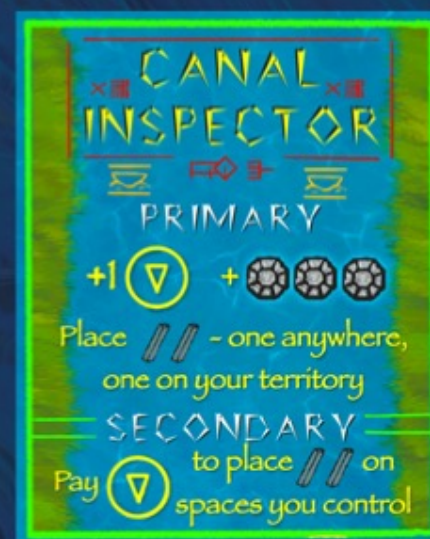 CANAL
INSPECTOR
PRIMARY
+1 +
Place - one anywhere,
one on your territory
SECONDARY
to place on
Pay
spaces you control